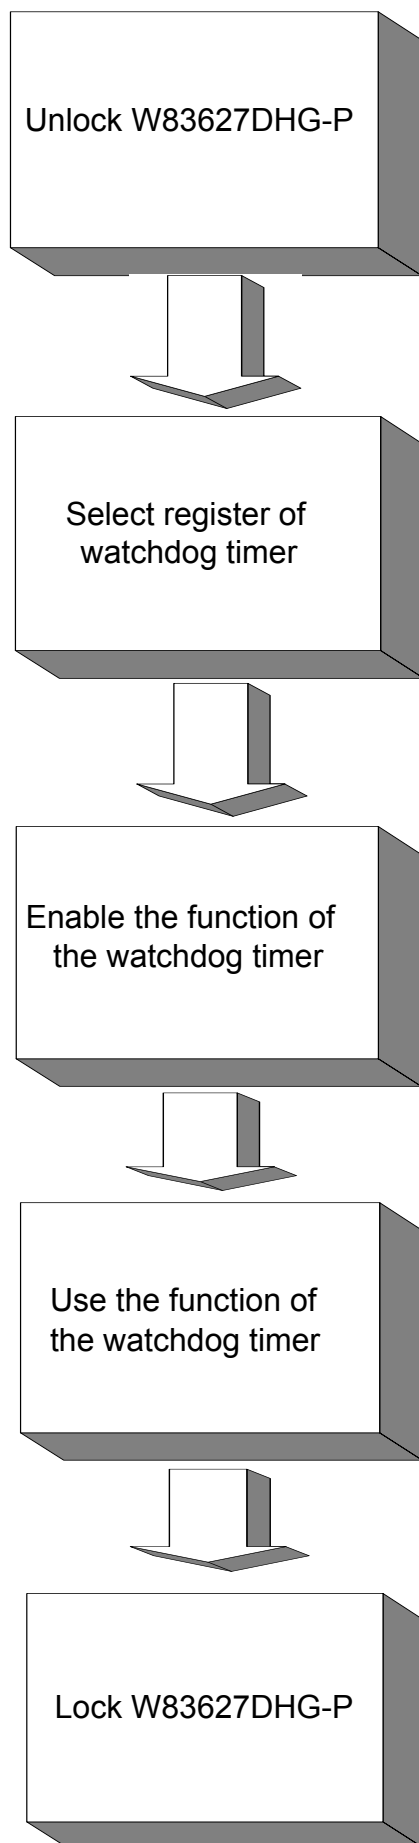 Unlock W83627DHG-P
Select register of
watchdog timer
Enable the function of
the watchdog timer
Use the function of
the watchdog timer
Lock W83627DHG-P